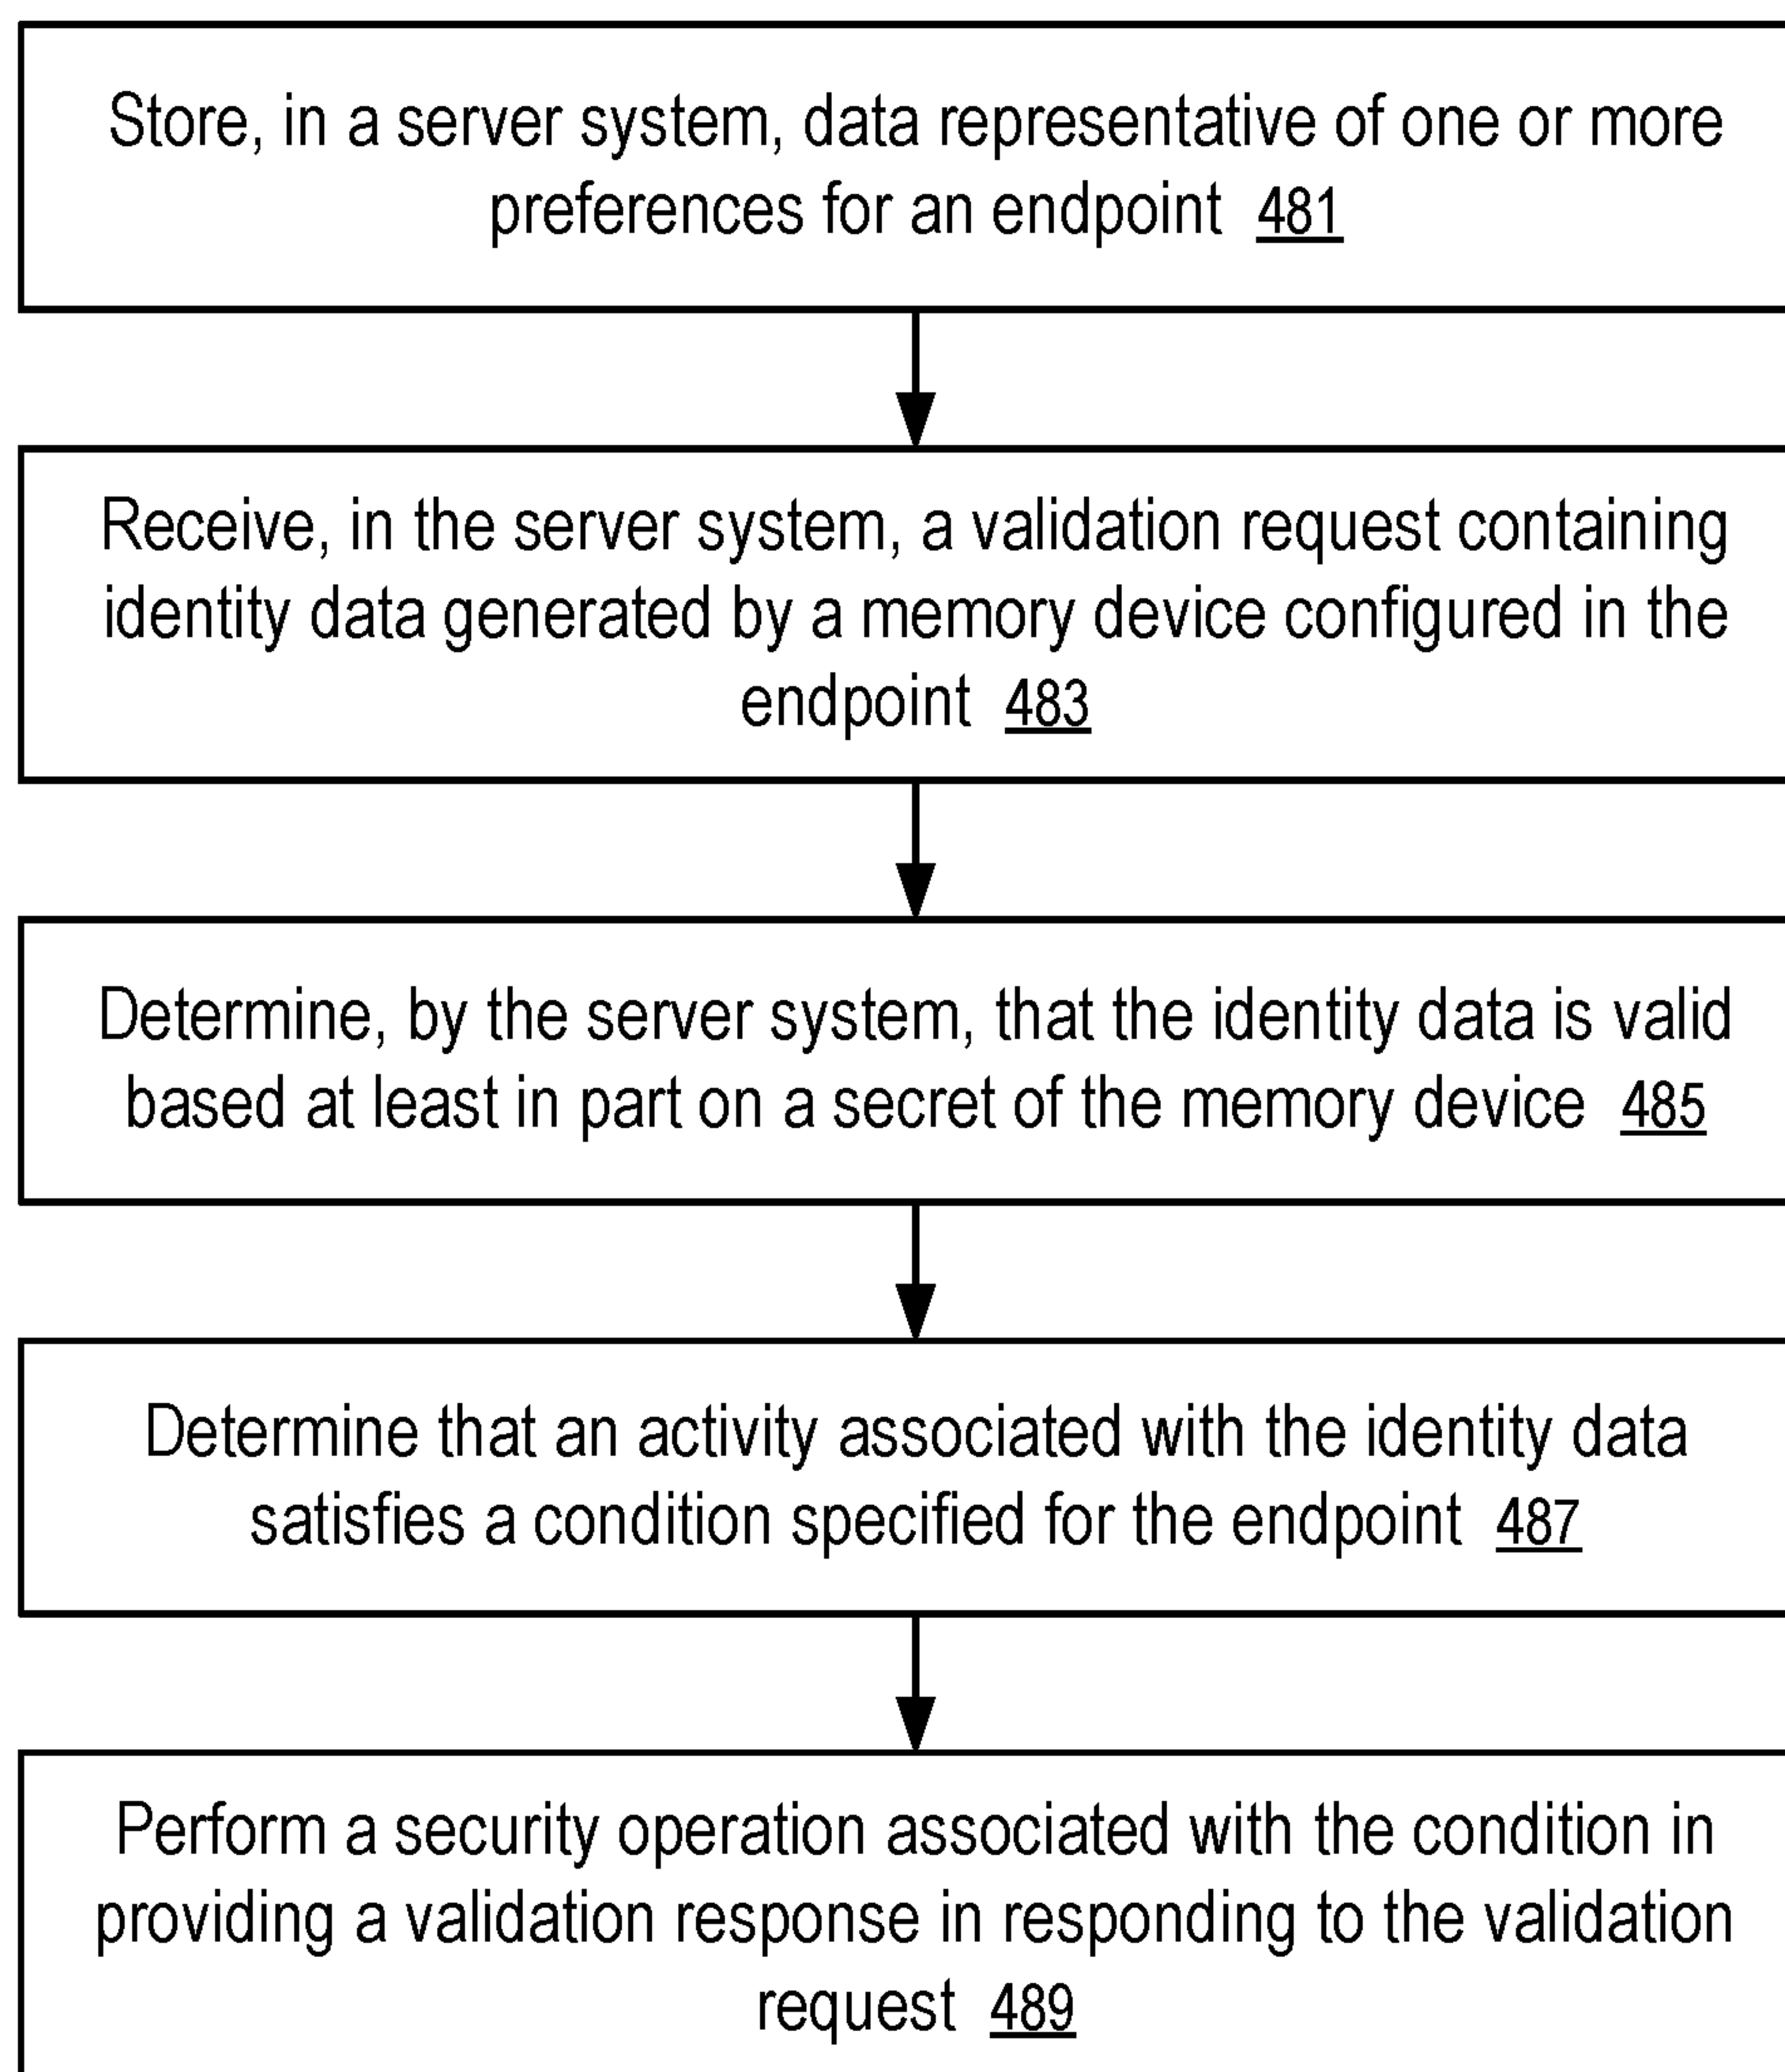 Store, in a server system, data representative of one or more
preferences for an endpoint 481
Receive, in the server system, a validation request containing
identity data generated by a memory device configured in the
endpoint 483
Determine, by the server system, that the identity data is valid
based at least in part on a secret of the memory device 485
Determine that an activity associated with the identity data
satisfies a condition specified for the endpoint 487
Perform a security operation associated with the condition in
providing a validation response in responding to the validation
request 489